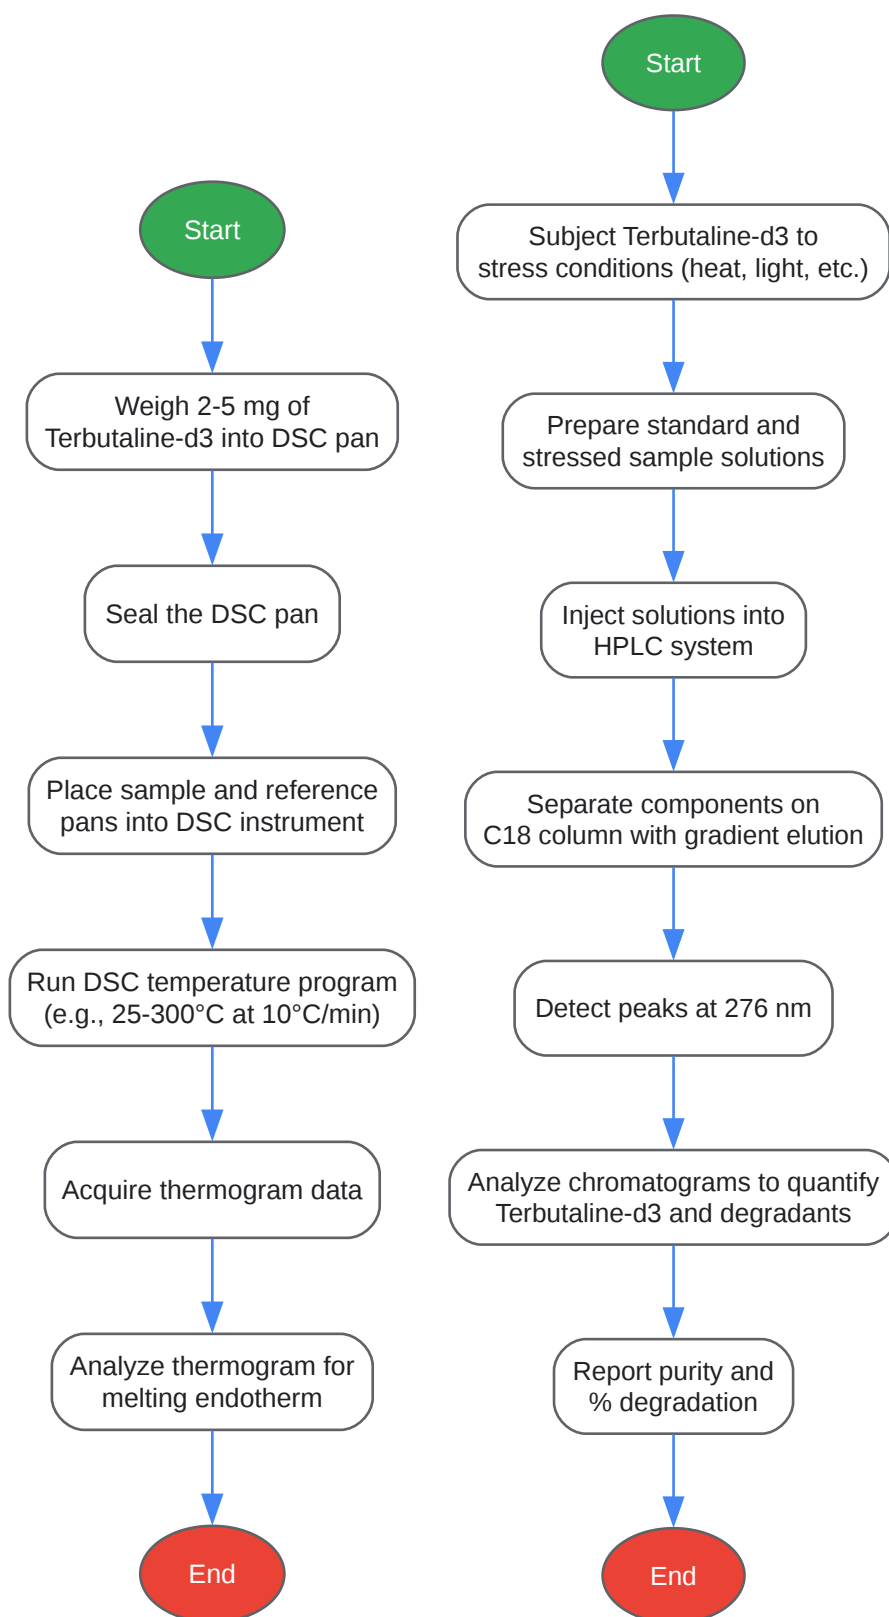 Start
Weigh 2-5 mg of
Terbutaline-d3 into DSC pan
Seal the DSC pan
Place sample and reference
pans into DSC instrument
Run DSC temperature program
(e.g., 25-300°C at 10°C/min)
Acquire thermogram data
Analyze thermogram for
melting endotherm
End
Start
Subject Terbutaline-d3 to
stress conditions (heat, light, etc.)
Prepare standard and
stressed sample solutions
Inject solutions into
HPLC system
Separate components on
C18 column with gradient elution
Detect peaks at 276 nm
Analyze chromatograms to quantify
Terbutaline-d3 and degradants
Report purity and
% degradation
End